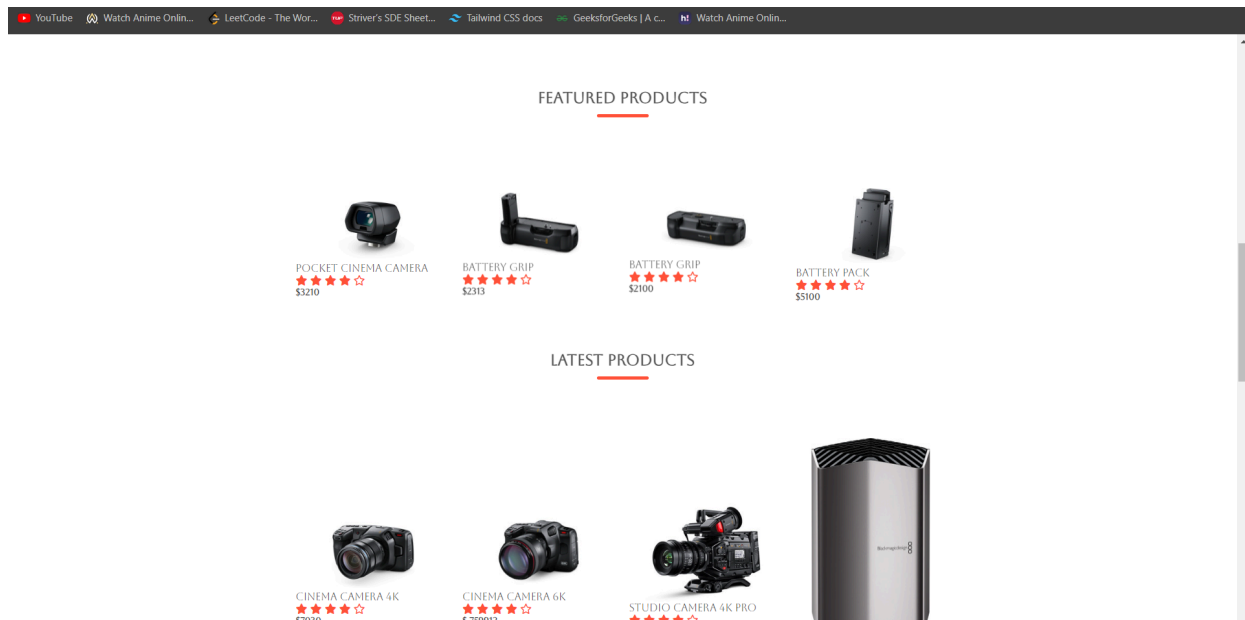 YouTube
Watch Anime Onlin...
LeetCode - The Wor...
Striver's SDE Sheet...
Tailwind CSS docs
GeeksforGeeks | A c...
h!
Watch Anime Onlin...
FEATURED PRODUCTS
POCKET CINEMA CAMERA
$3210
BATTERY GRIP
$2313
BATTERY GRIP
$2100
BATTERY PACK
$5100
LATEST PRODUCTS
CINEMA CAMERA 4K
CINEMA CAMERA 6K
STUDIO CAMERA 4K PRO
Blackmagicdesign